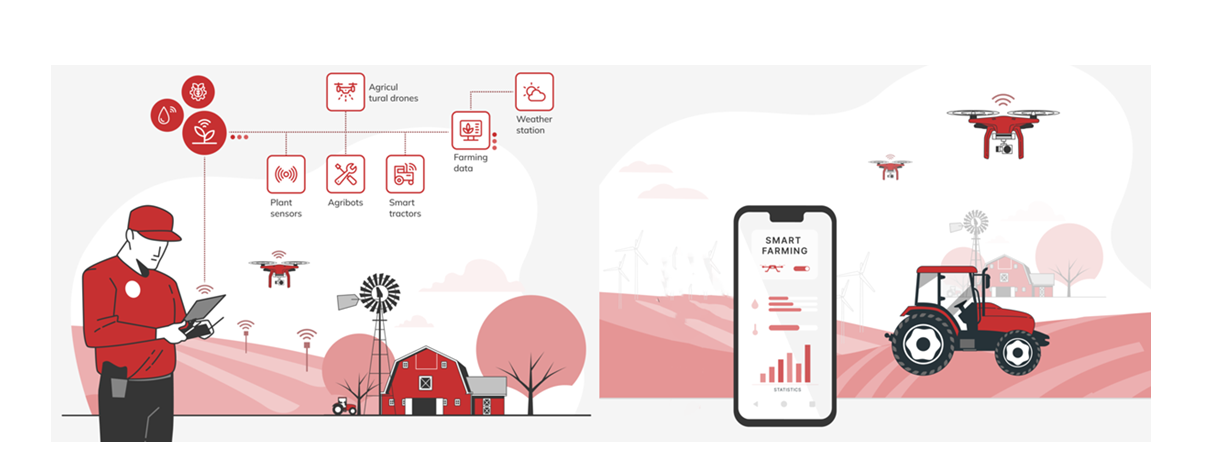 Agricul
tural drones
Weather
station
Farming
data
Plant
sensors
Agribots
Smart
tractors
SMART
FARMING
STATISTICS